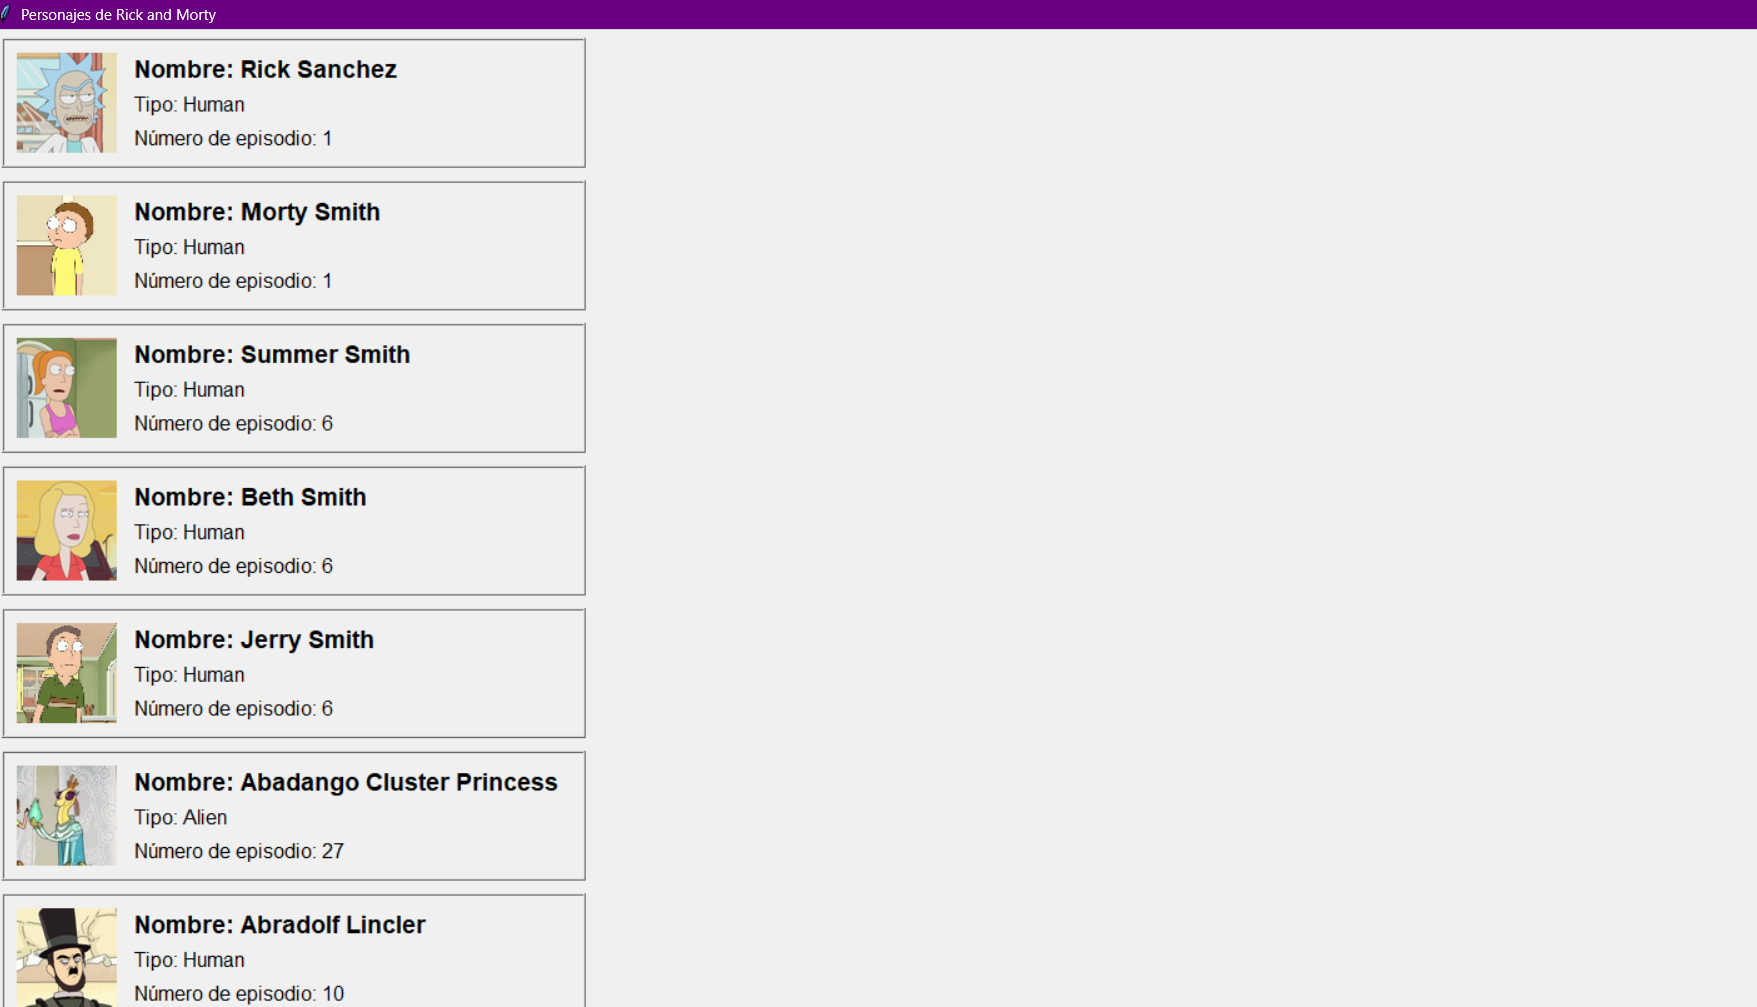 Personajes de Rick and Morty
Nombre: Rick Sanchez
Tipo: Human
Número de episodio: 1
Nombre: Morty Smith
Tipo: Human
Número de episodio: 1
Nombre: Summer Smith
Tipo: Human
Número de episodio: 6
Nombre: Beth Smith
Tipo: Human
Número de episodio: 6
Nombre: Jerry Smith
Tipo: Human
Número de episodio: 6
Nombre: Abadango Cluster Princess
Tipo: Alien
Número de episodio: 27
Nombre: Abradolf Lincler
Tipo: Human
Número de episodio: 10